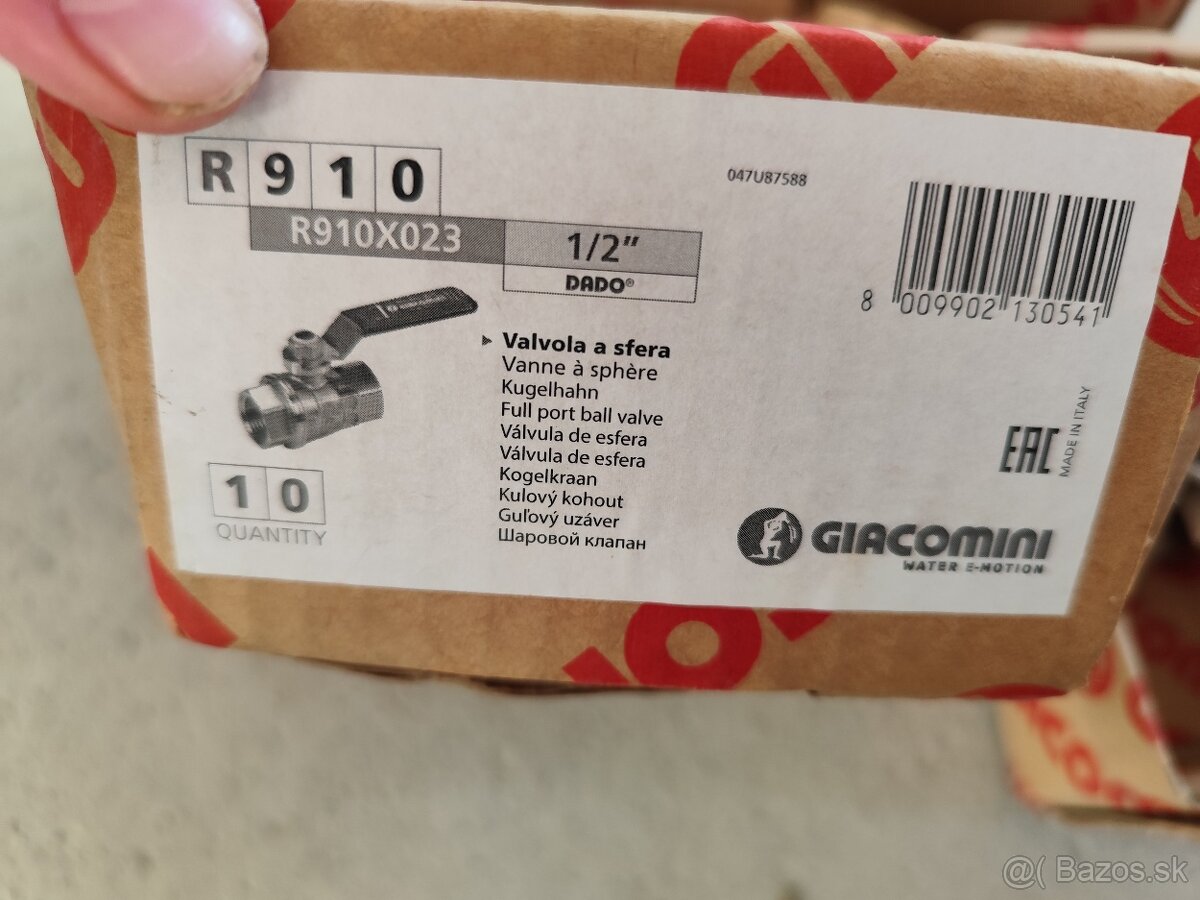 R 910
R910X023
1/2"
DADO®
047U87588
8 009902 130541
Valvola a sfera
Vanne à sphère
Kugelhahn
Full port ball valve
Válvula de esfera
Válvula de esfera
Kogelkraan
Kulový kohout
Guľový uzáver
Шаровой клапан
10
QUANTITY
EAC
MADE IN ITALY
GIACOMINI
WATER E-MOTION
@( Bazos.sk